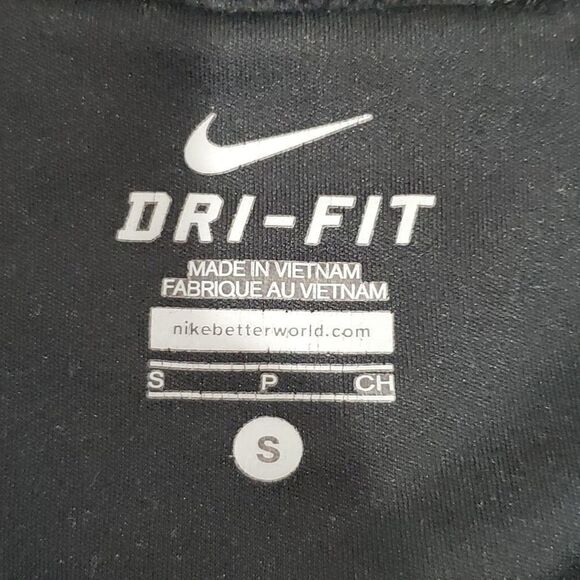 DRI-FIT
MADE IN VIETNAM
FABRIQUE AU VIETNAM
nikebetterworld.com
S P CH
S